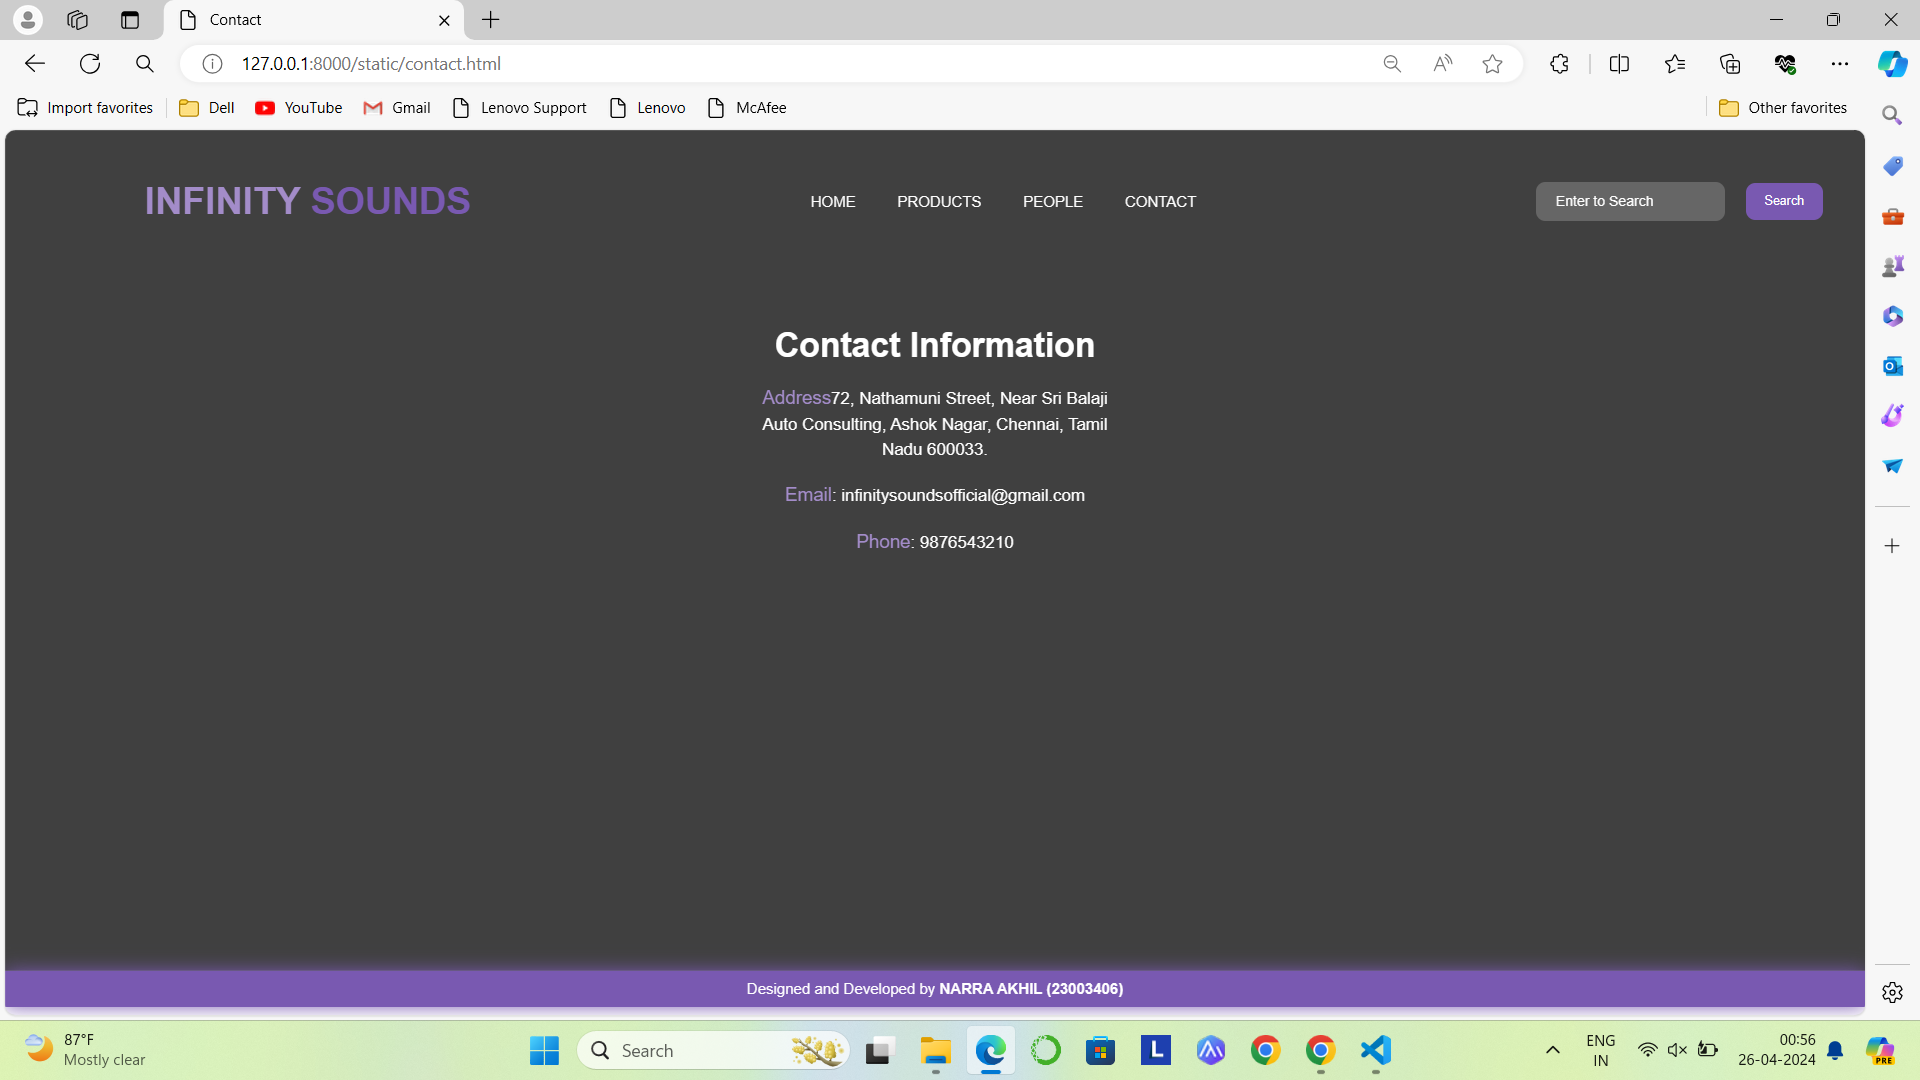 Contact
127.0.0.1:8000/static/contact.html
Import favorites Dell YouTube Gmail Lenovo Support Lenovo McAfee Other favorites
INFINITY SOUNDS HOME PRODUCTS PEOPLE CONTACT Enter to Search Search
Contact Information
Address72, Nathamuni Street, Near Sri Balaji
Auto Consulting, Ashok Nagar, Chennai, Tamil
Nadu 600033.
Email: infinitysoundsofficial@gmail.com
Phone: 9876543210
Designed and Developed by NARRA AKHIL (23003406)
87°F
Mostly clear
Search
L
ENG
IN
00:56
26-04-2024
PRE